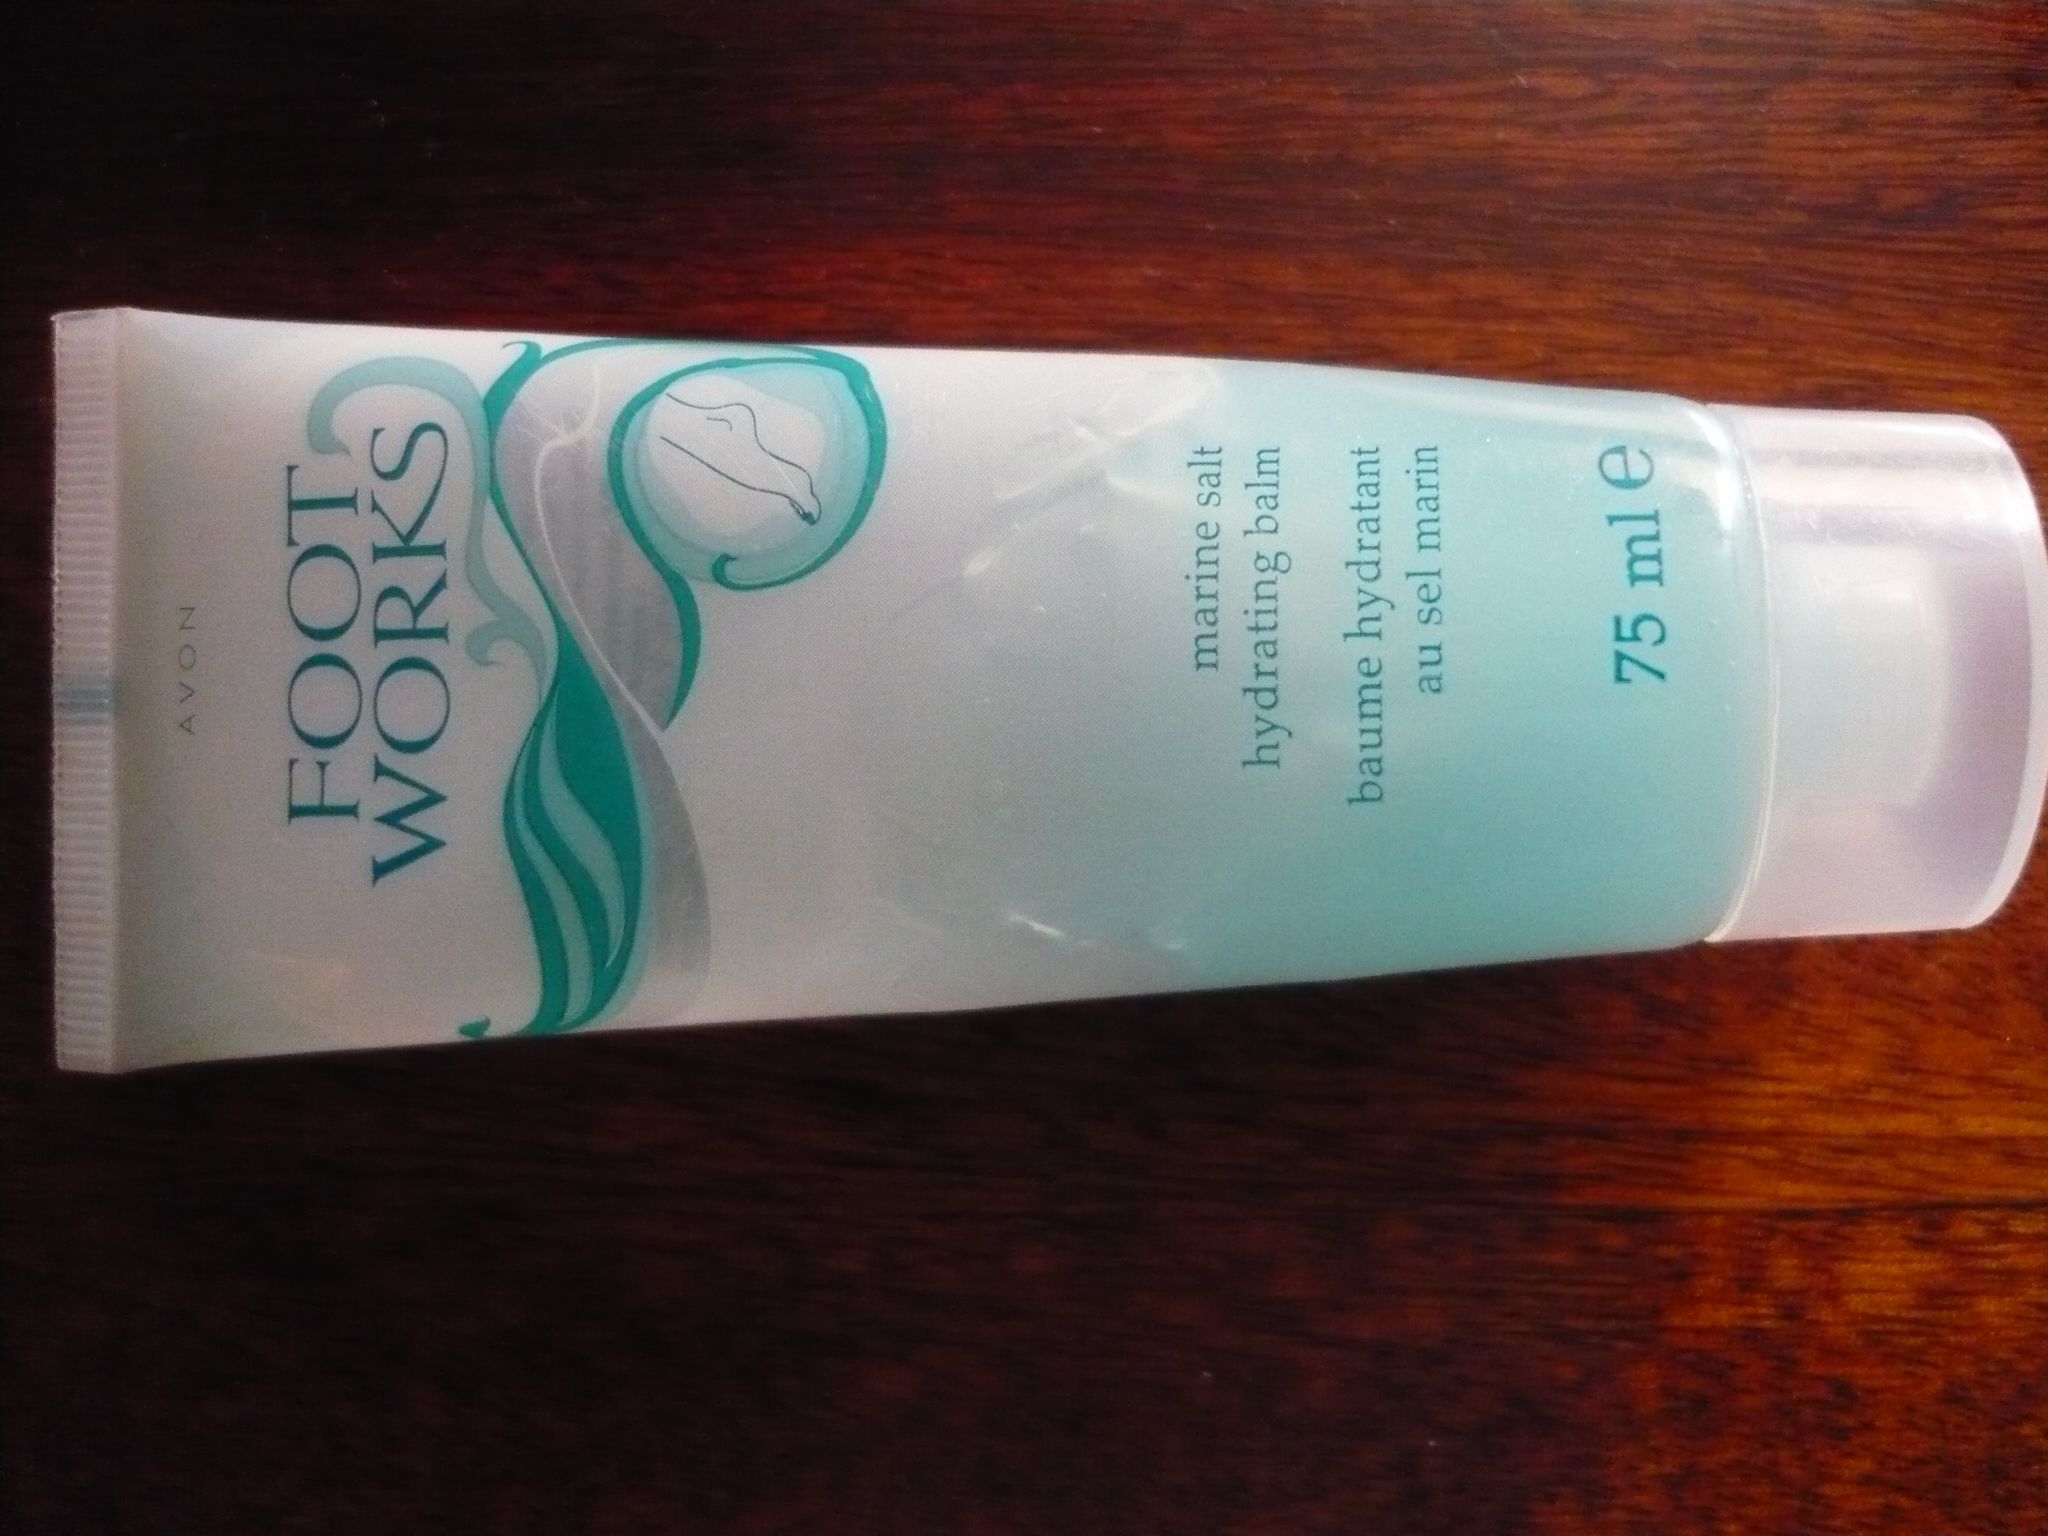 AVON
FOOT
WORKS
marine salt
hydrating balm
baume hydratant
au sel marin
75 ml e